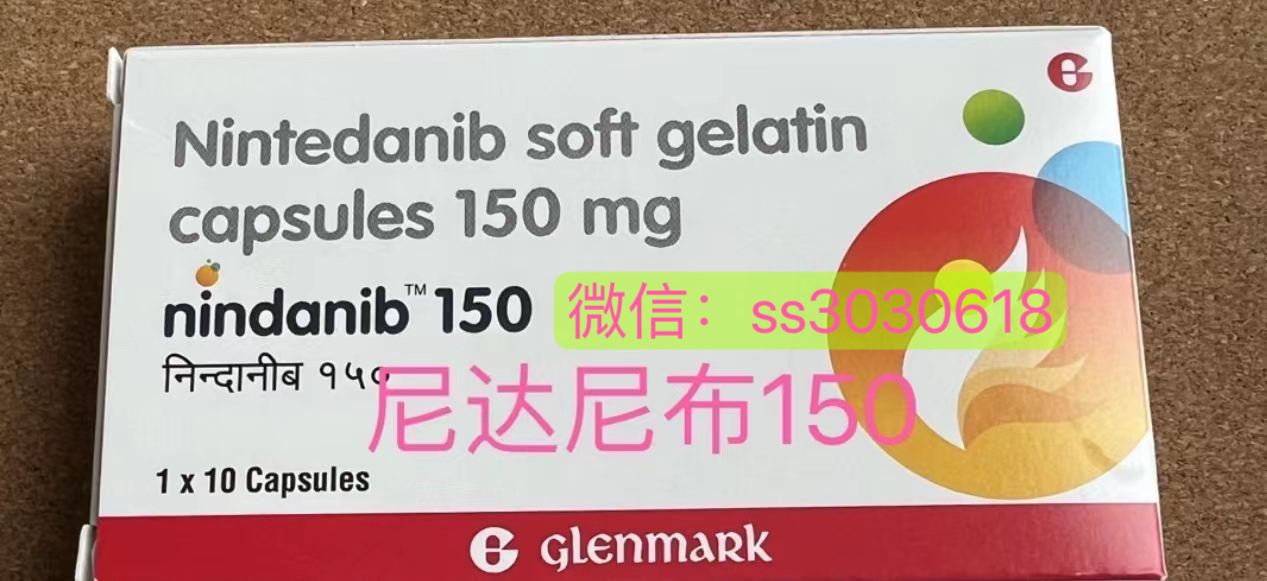 Nintedanib soft gelatin
capsules 150 mg
nindanib™ 150
微信：ss3030618
निन्दानीब १५०
尼达尼布150
1 x 10 Capsules
glenmark